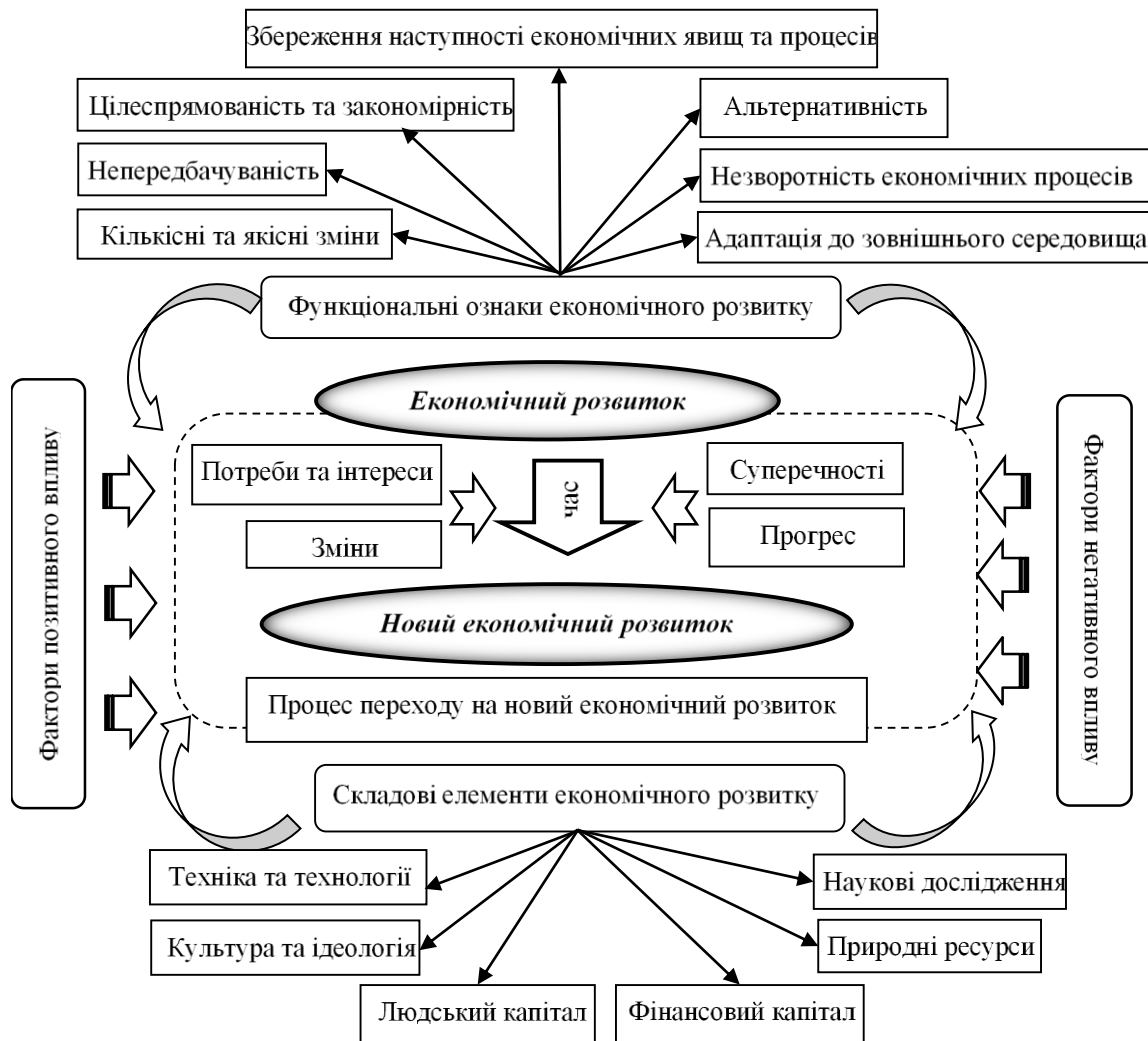 Збереження наступності економічних явищ та процесів
Цілеспрямованість та закономірність
Альтернативність
Непередбачуваність
Незворотність економічних процесів
Кількісні та якісні зміни
Адаптація до зовнішнього середовища
Функціональні ознаки економічного розвитку
Фактори позитивного впливу
Економічний розвиток
Фактори негативного впливу
Потреби та інтереси
час
Суперечності
Зміни
Прогрес
Новий економічний розвиток
Процес переходу на новий економічний розвиток
Складові елементи економічного розвитку
Техніка та технології
Наукові дослідження
Культура та ідеологія
Природні ресурси
Людський капітал
Фінансовий капітал